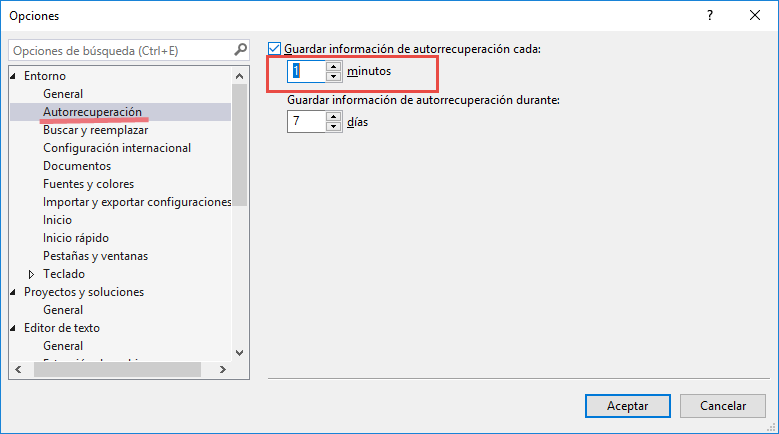 Opciones
?
Opciones de búsqueda (Ctrl+E)
Entorno
General
Autorrecuperación
Buscar y reemplazar
Configuración internacional
Documentos
Fuentes y colores
Importar y exportar configuraciones
Inicio
Inicio rápido
Pestañas y ventanas
Teclado
Proyectos y soluciones
General
Editor de texto
General
Guardar información de autorrecuperación cada:
1 minutos
Guardar información de autorrecuperación durante:
7 días
Aceptar
Cancelar